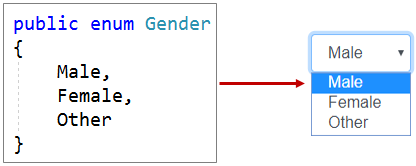 public enum Gender
{
    Male,
    Female,
    Other
}
Male
Male
Female
Other